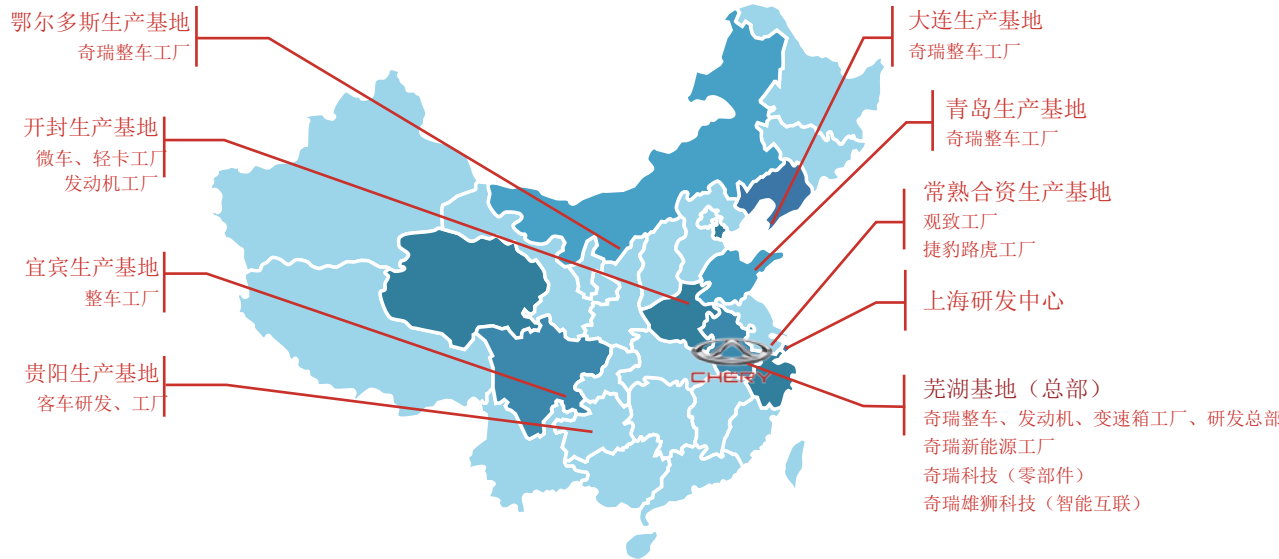 鄂尔多斯生产基地
奇瑞整车工厂
开封生产基地
微车、轻卡工厂
发动机工厂
宜宾生产基地
整车工厂
贵阳生产基地
客车研发、工厂
CHERY
大连生产基地
奇瑞整车工厂
青岛生产基地
奇瑞整车工厂
常熟合资生产基地
观致工厂
捷豹路虎工厂
上海研发中心
芜湖基地（总部）
奇瑞整车、发动机、变速箱工厂、研发总部
奇瑞新能源工厂
奇瑞科技（零部件）
奇瑞雄狮科技（智能互联）